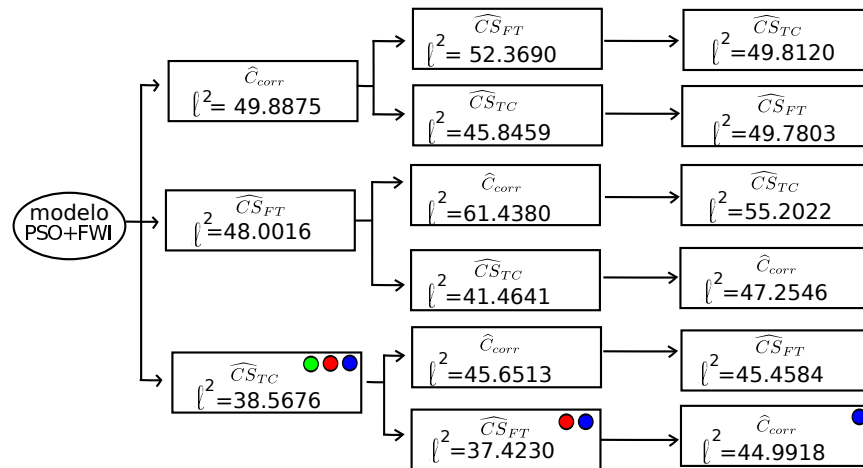 modelo
PSO+FWI
Ĉ_corr
ℓ²= 49.8875
ĈS_FT
ℓ²= 52.3690
ĈS_TC
ℓ²=49.8120
ĈS_TC
ℓ²=45.8459
ĈS_FT
ℓ²=49.7803
ĈS_FT
ℓ²=48.0016
Ĉ_corr
ℓ²=61.4380
ĈS_TC
ℓ²=55.2022
ĈS_TC
ℓ²=41.4641
Ĉ_corr
ℓ²=47.2546
ĈS_TC
ℓ²=38.5676
Ĉ_corr
ℓ²=45.6513
ĈS_FT
ℓ²=45.4584
ĈS_FT
ℓ²=37.4230
Ĉ_corr
ℓ²=44.9918